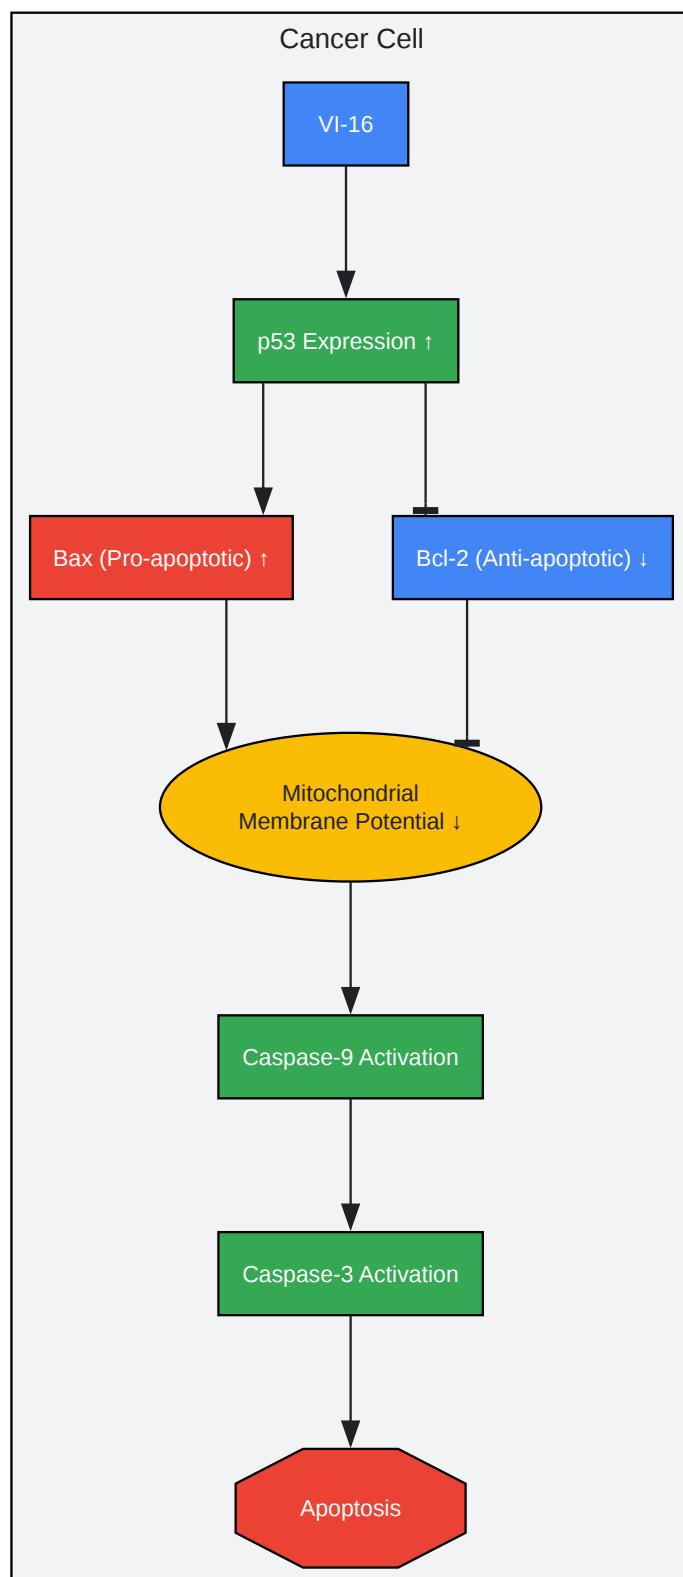 Cancer Cell
VI-16
p53 Expression ↑
Bax (Pro-apoptotic) ↑
Bcl-2 (Anti-apoptotic) ↓
Mitochondrial
Membrane Potential ↓
Caspase-9 Activation
Caspase-3 Activation
Apoptosis